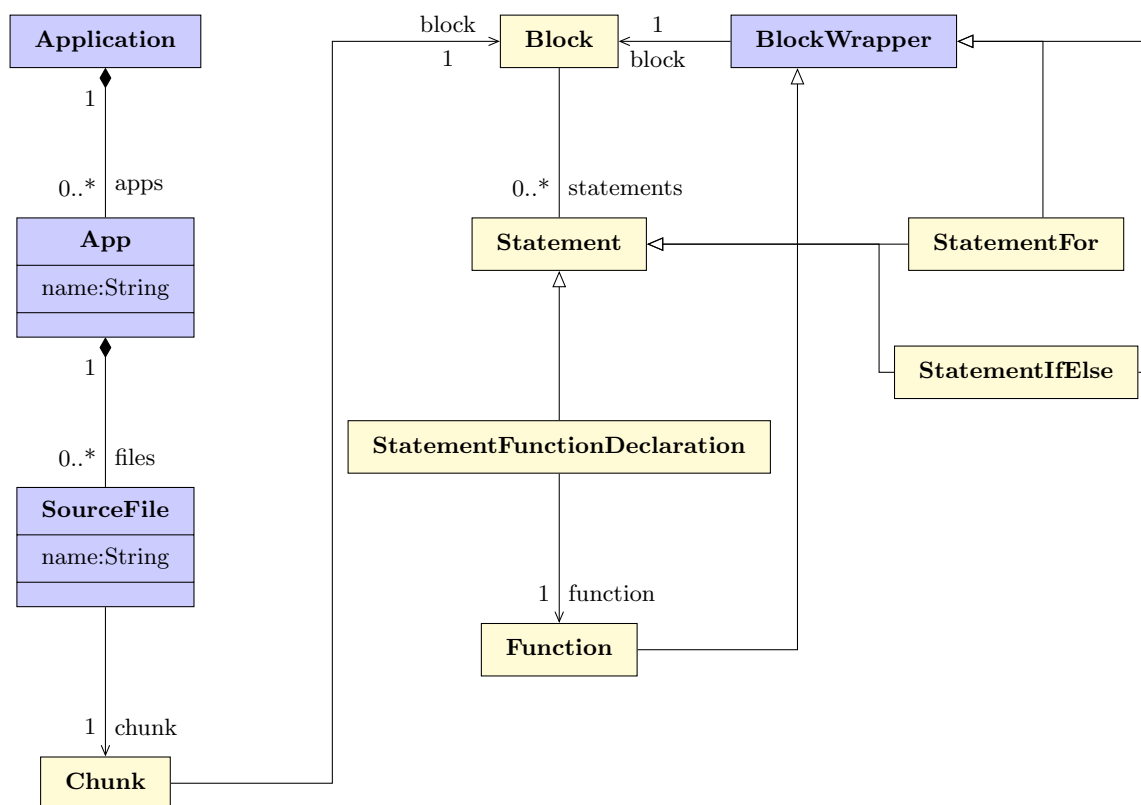 Application
1
0..*
apps
App
name:String
1
0..*
files
SourceFile
name:String
1
chunk
Chunk
block
1
Block
1
block
BlockWrapper
0..*
statements
Statement
StatementFor
StatementIfElse
StatementFunctionDeclaration
1
function
Function